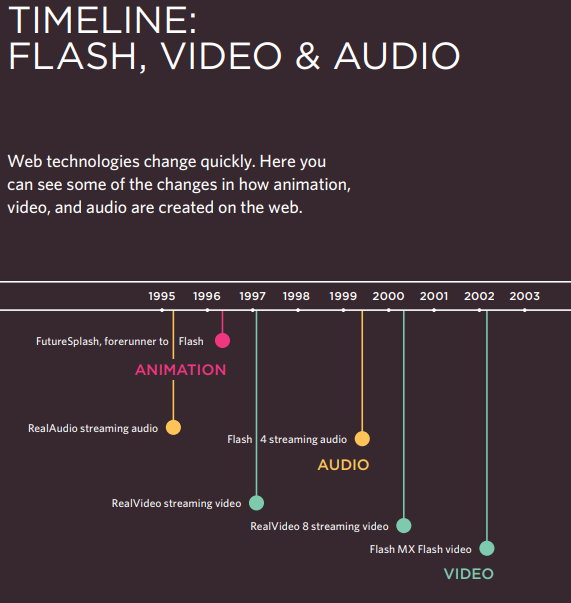 TIMELINE:
FLASH, VIDEO & AUDIO
Web technologies change quickly. Here you
can see some of the changes in how animation,
video, and audio are created on the web.
1995 1996 1997 1998 1999 2000 2001 2002 2003
FutureSplash, forerunner to Flash
ANIMATION
RealAudio streaming audio
Flash 4 streaming audio
AUDIO
RealVideo streaming video
RealVideo 8 streaming video
Flash MX Flash video
VIDEO